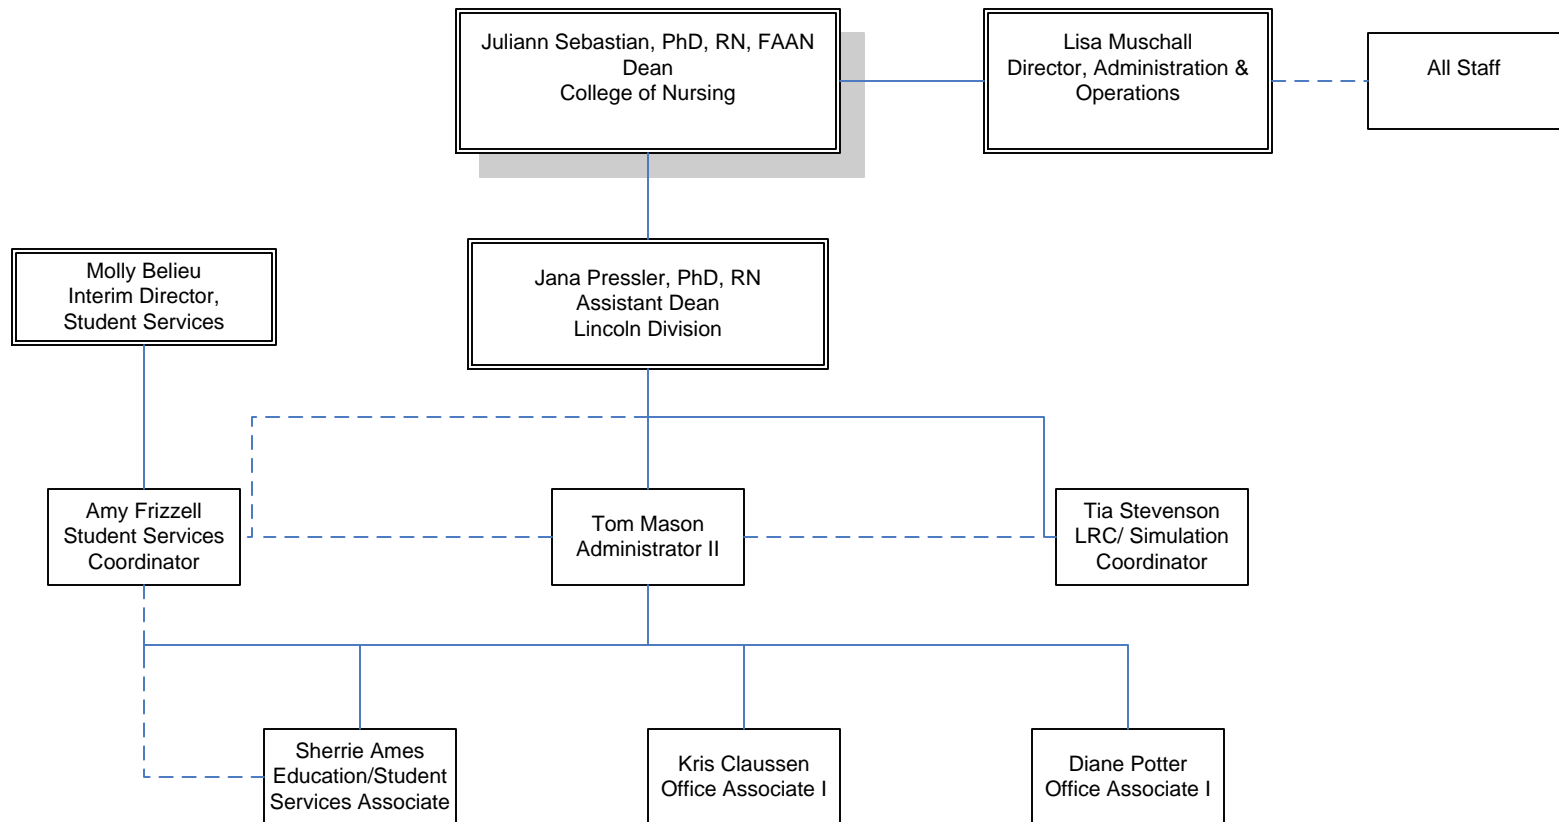 Juliann Sebastian, PhD, RN, FAAN
Dean
College of Nursing
Lisa Muschall
Director, Administration &
Operations
All Staff
Molly Belieu
Interim Director,
Student Services
Jana Pressler, PhD, RN
Assistant Dean
Lincoln Division
Amy Frizzell
Student Services
Coordinator
Tom Mason
Administrator II
Tia Stevenson
LRC/ Simulation
Coordinator
Sherrie Ames
Education/Student
Services Associate
Kris Claussen
Office Associate I
Diane Potter
Office Associate I